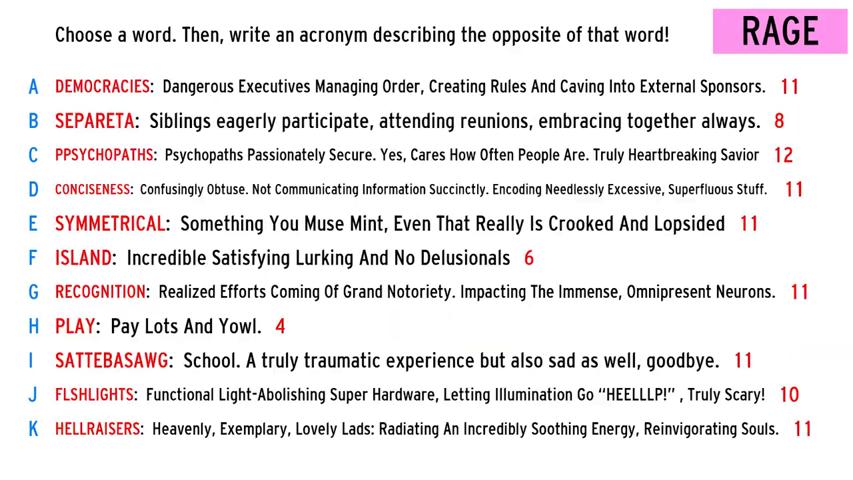 Choose a word. Then, write an acronym describing the opposite of that word!
RAGE
A DEMOCRACIES: Dangerous Executives Managing Order, Creating Rules And Caving Into External Sponsors. 11
B SEPARETA: Siblings eagerly participate, attending reunions, embracing together always. 8
C PPSYCHOPATHS: Psychopaths Passionately Secure. Yes, Cares How Often People Are. Truly Heartbreaking Savior 12
D CONCISENESS: Confusingly Obtuse. Not Communicating Information Succinctly. Encoding Needlessly Excessive, Superfluous Stuff. 11
E SYMMETRICAL: Something You Muse Mint, Even That Really Is Crooked And Lopsided 11
F ISLAND: Incredible Satisfying Lurking And No Delusionals 6
G RECOGNITION: Realized Efforts Coming Of Grand Notoriety. Impacting The Immense, Omnipresent Neurons. 11
H PLAY: Pay Lots And Yowl. 4
I SATTEBASAWG: School. A truly traumatic experience but also sad as well, goodbye. 11
J FLSHLIGHTS: Functional Light-Abolishing Super Hardware, Letting Illumination Go “HEELLLP!” , Truly Scary! 10
K HELLRAISERS: Heavenly, Exemplary, Lovely Lads: Radiating An Incredibly Soothing Energy, Reinvigorating Souls. 11